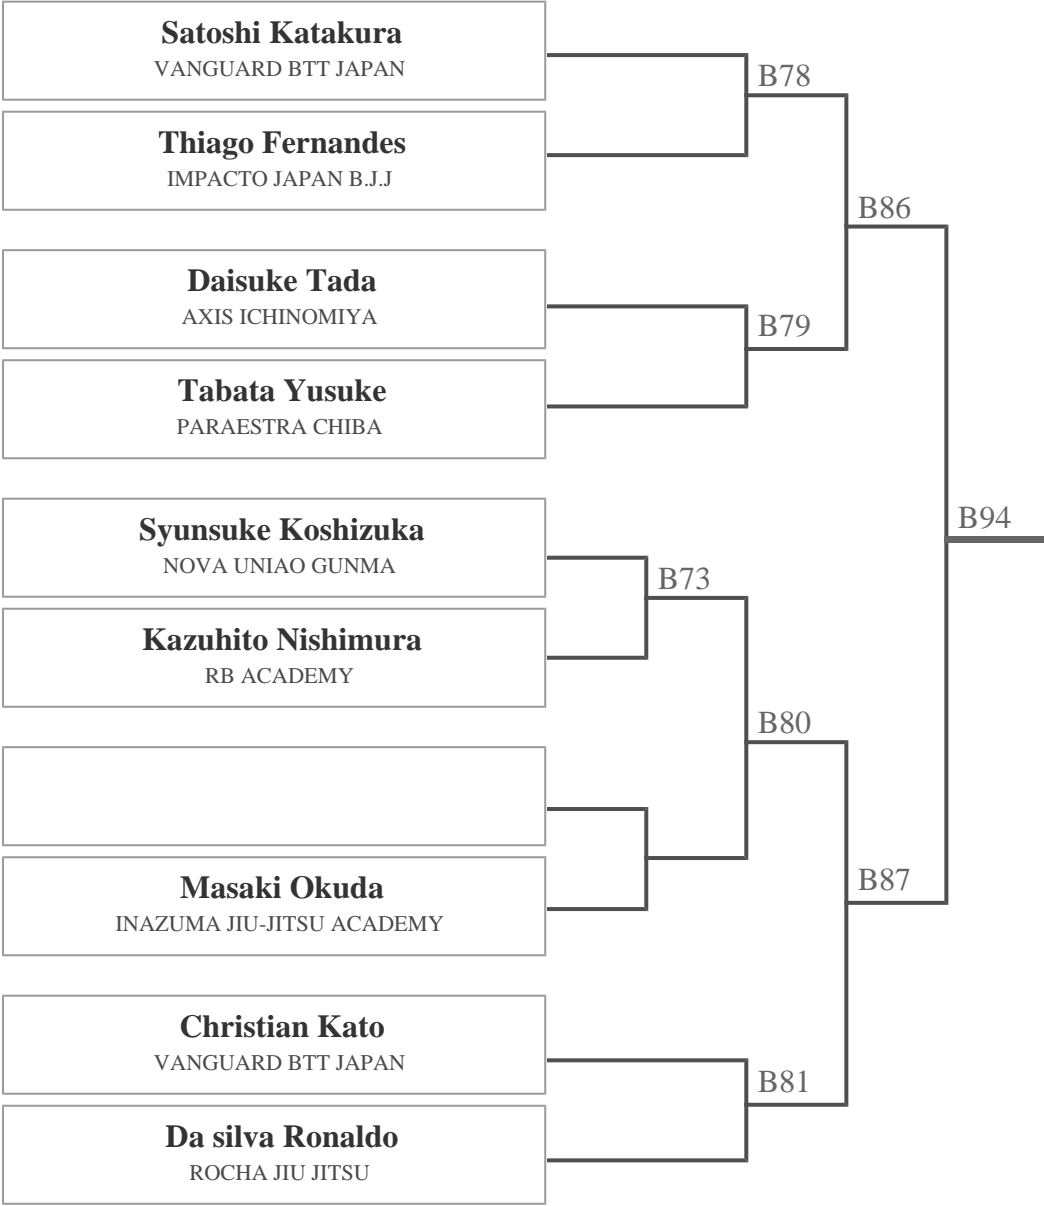 Satoshi Katakura
VANGUARD BTT JAPAN
B78
Thiago Fernandes
IMPACTO JAPAN B.J.J
B86
Daisuke Tada
AXIS ICHINOMIYA
B79
Tabata Yusuke
PARAESTRA CHIBA
Syunsuke Koshizuka
NOVA UNIAO GUNMA
B94
B73
Kazuhito Nishimura
RB ACADEMY
B80
Masaki Okuda
INAZUMA JIU-JITSU ACADEMY
B87
Christian Kato
VANGUARD BTT JAPAN
B81
Da silva Ronaldo
ROCHA JIU JITSU